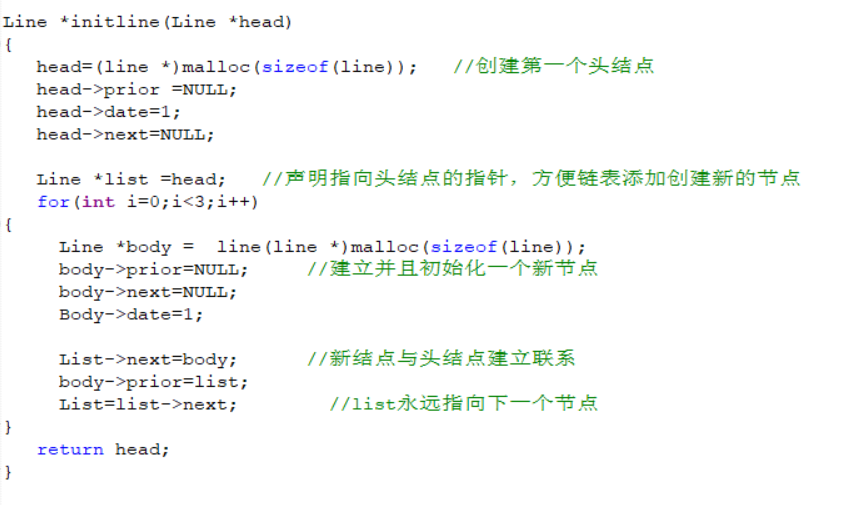 Line *initline(Line *head)
{
head=(line *)malloc(sizeof(line)); //创建第一个头结点
head->prior =NULL;
head->date=1;
head->next=NULL;
Line *list =head; //声明指向头结点的指针，方便链表添加创建新的节点
for(int i=0;i<3;i++)
{
Line *body = line(line *)malloc(sizeof(line));
body->prior=NULL; //建立并且初始化一个新节点
body->next=NULL;
Body->date=1;
List->next=body; //新结点与头结点建立联系
body->prior=list;
List=list->next; //list永远指向下一个节点
}
return head;
}